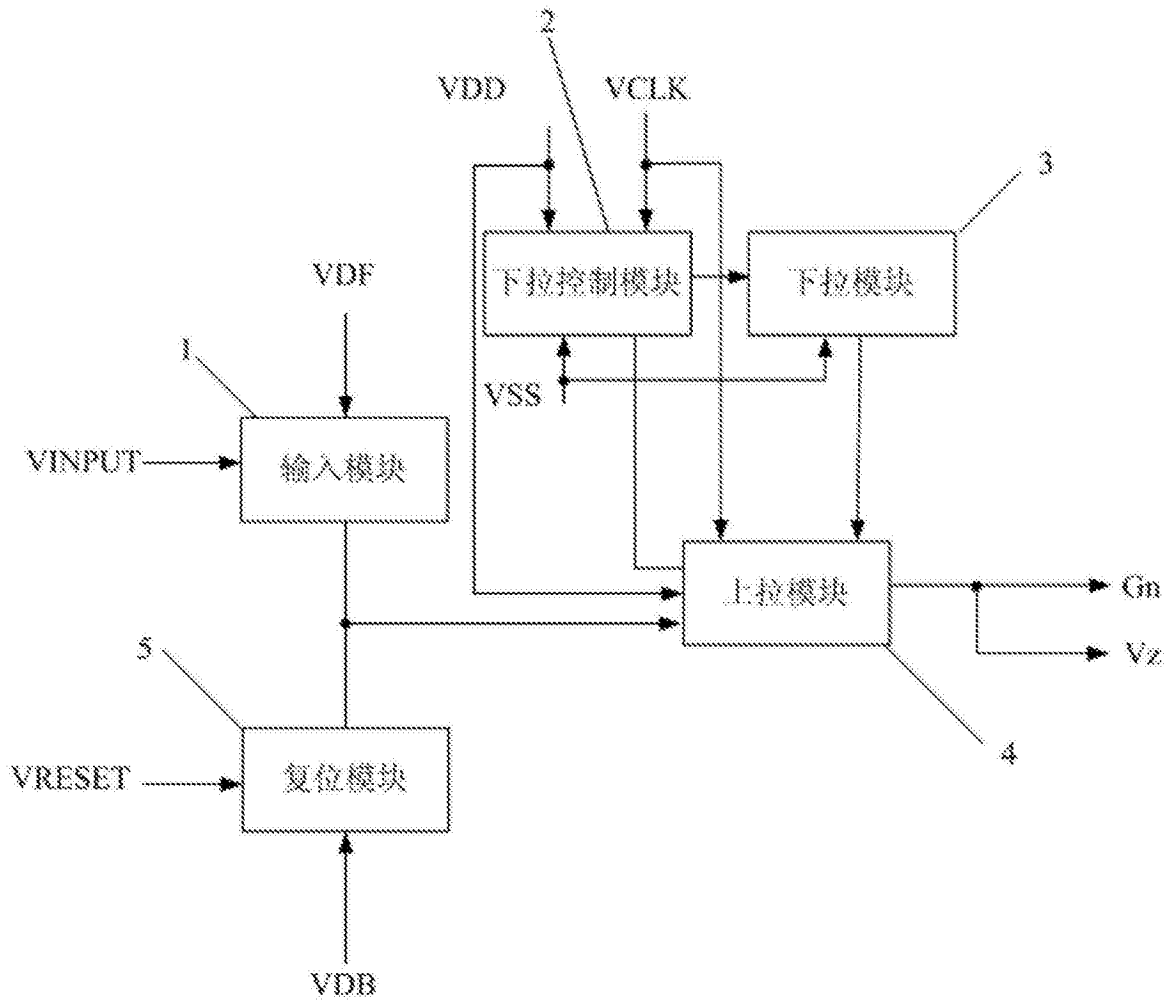 2
VDD
VCLK
3
下拉控制模块
下拉模块
VDF
1
VSS
VINPUT
输入模块
上拉模块
Gn
Vz
5
4
VRESET
复位模块
VDB